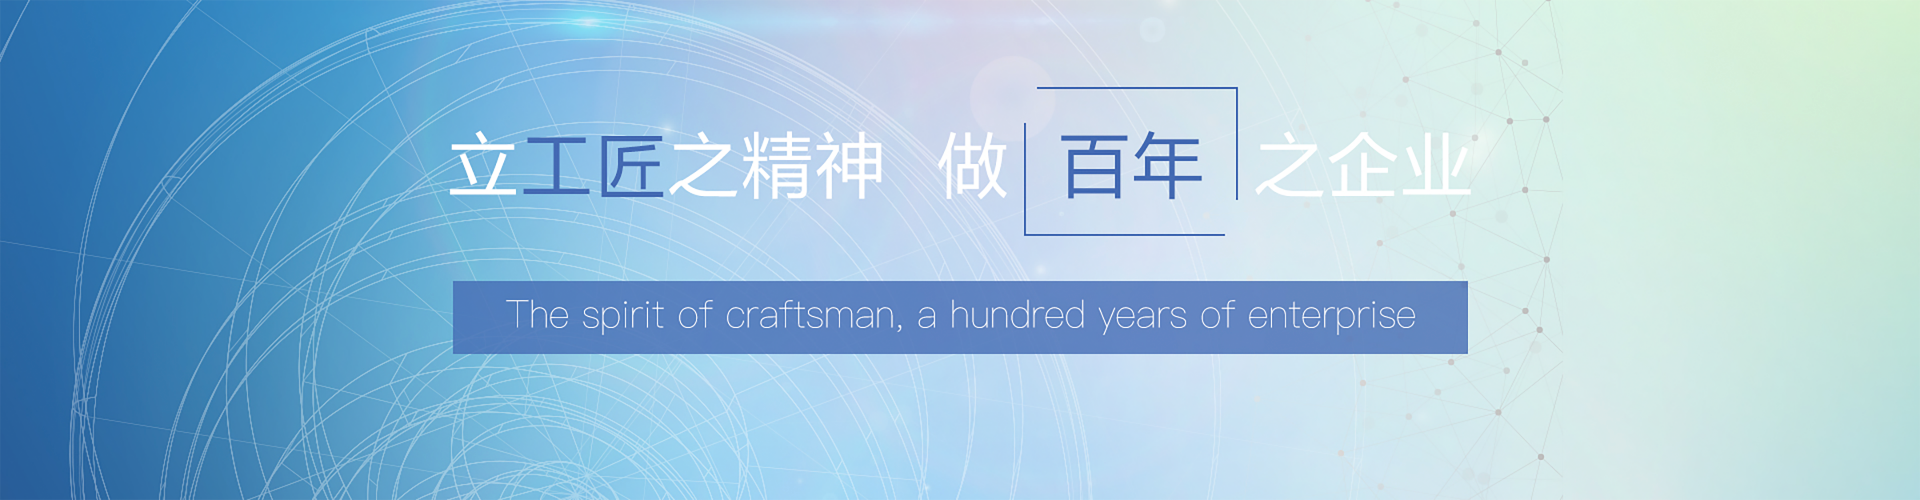 立工匠之精神 做百年之企业
The spirit of craftsman, a hundred years of enterprise